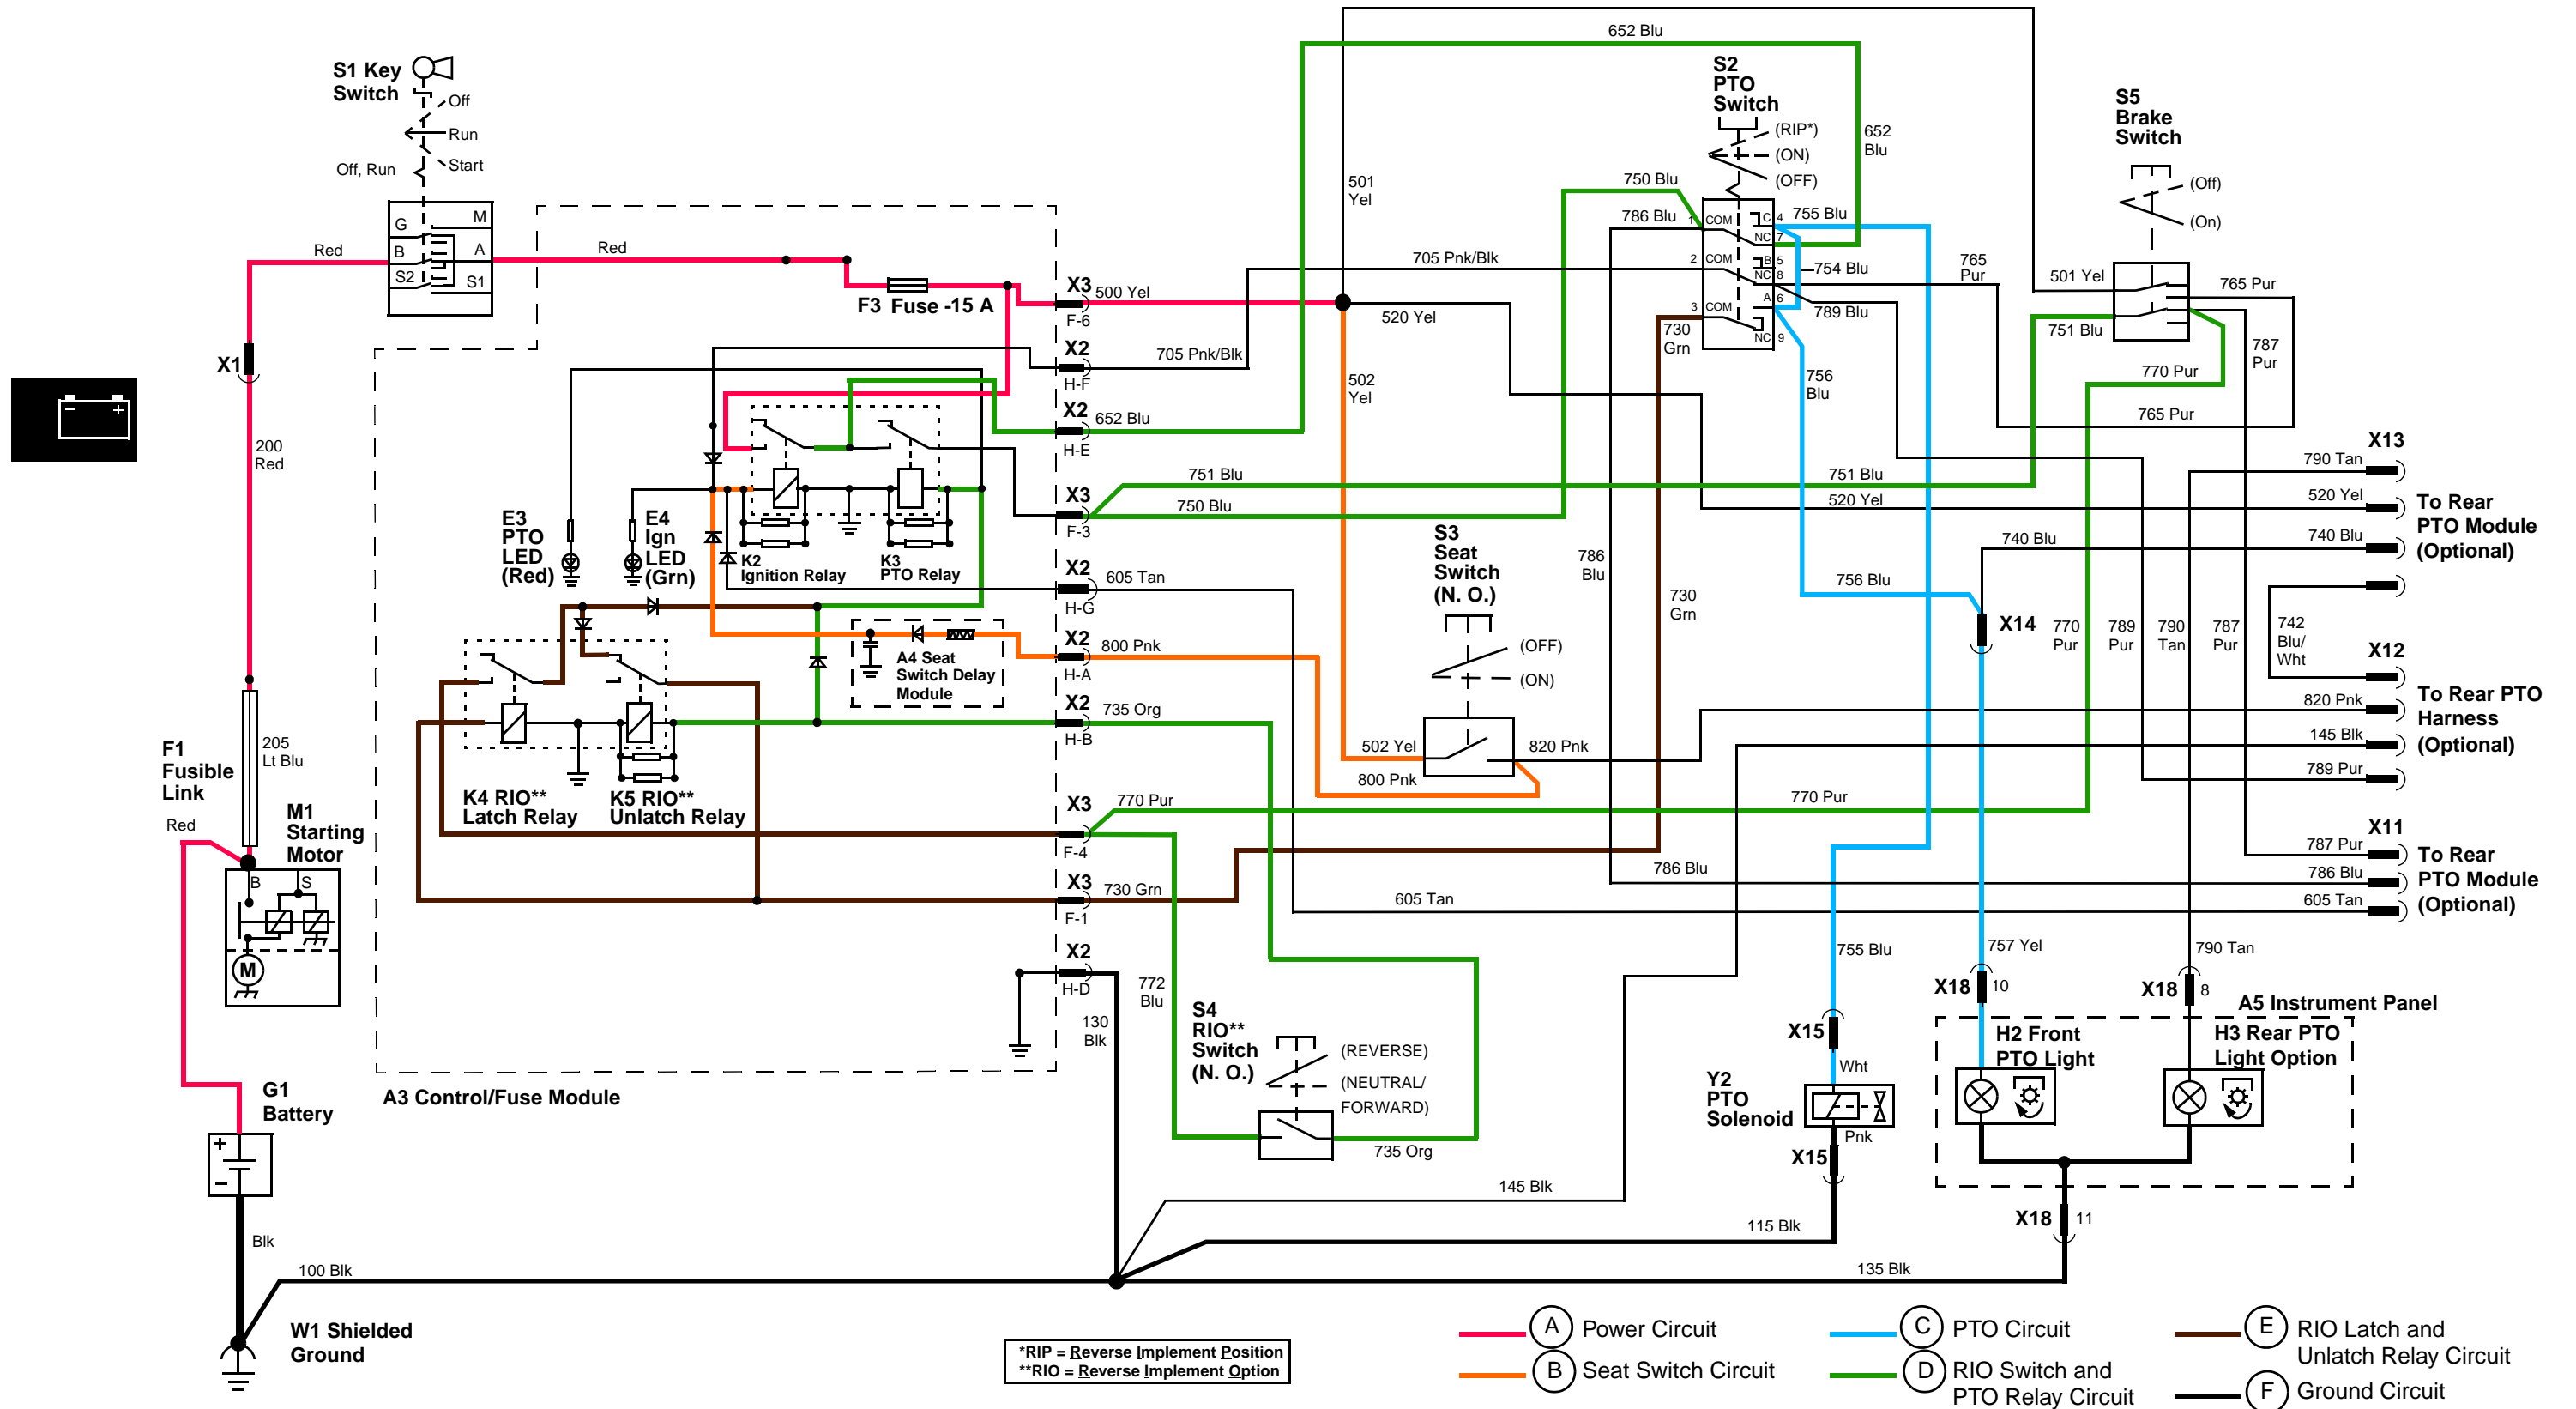 652 Blu
S1 Key
Switch
Off
Run
Start
Off, Run
S2
PTO
Switch
(RIP*)
(ON)
(OFF)
652
Blu
S5
Brake
Switch
(Off)
(On)
501
Yel
750 Blu
786 Blu
1
COM
C
4
NC
7
2
COM
B
5
NC
8
A
6
3
COM
NC
9
755 Blu
754 Blu
765
Pur
789 Blu
501 Yel
765 Pur
751 Blu
787
Pur
G
M
B
A
S2
S1
Red
Red
F3 Fuse -15 A
X3
500 Yel
F-6
520 Yel
705 Pnk/Blk
730
Grn
X1
X2
705 Pnk/Blk
H-F
502
Yel
756
Blu
770 Pur
765 Pur
X2
652 Blu
H-E
− +
200
Red
X13
790 Tan
520 Yel
740 Blu
To Rear
PTO Module
(Optional)
751 Blu
751 Blu
520 Yel
X3
750 Blu
F-3
E3
PTO
LED
(Red)
E4
Ign
LED
(Grn)
K2
Ignition Relay
K3
PTO Relay
S3
Seat
Switch
(N. O.)
(OFF)
(ON)
786
Blu
740 Blu
756 Blu
X2
605 Tan
H-G
730
Grn
X14
770
Pur
789
Pur
790
Tan
787
Pur
742
Blu/
Wht
X12
X2
800 Pnk
H-A
A4 Seat
Switch Delay
Module
X2
735 Org
H-B
820 Pnk
145 Blk
789 Pur
To Rear PTO
Harness
(Optional)
502 Yel
820 Pnk
800 Pnk
F1
Fusible
Link
205
Lt Blu
K4 RIO**
Latch Relay
K5 RIO**
Unlatch Relay
X3
770 Pur
F-4
770 Pur
M1
Starting
Motor
Red
B
S
M
X11
787 Pur
786 Blu
605 Tan
To Rear
PTO Module
(Optional)
786 Blu
X3
730 Grn
F-1
605 Tan
X2
H-D
755 Blu
757 Yel
790 Tan
772
Blu
130
Blk
X18
10
X18
8
A5 Instrument Panel
S4
RIO**
Switch
(N. O.)
(REVERSE)
(NEUTRAL/
FORWARD)
735 Org
X15
Wht
H2 Front
PTO Light
H3 Rear PTO
Light Option
Y2
PTO
Solenoid
Pnk
X15
A3 Control/Fuse Module
G1
Battery
+
−
145 Blk
115 Blk
X18
11
Blk
100 Blk
135 Blk
W1 Shielded
Ground
*RIP = Reverse Implement Position
**RIO = Reverse Implement Option
A Power Circuit
B Seat Switch Circuit
C PTO Circuit
D RIO Switch and
PTO Relay Circuit
E RIO Latch and
Unlatch Relay Circuit
F Ground Circuit